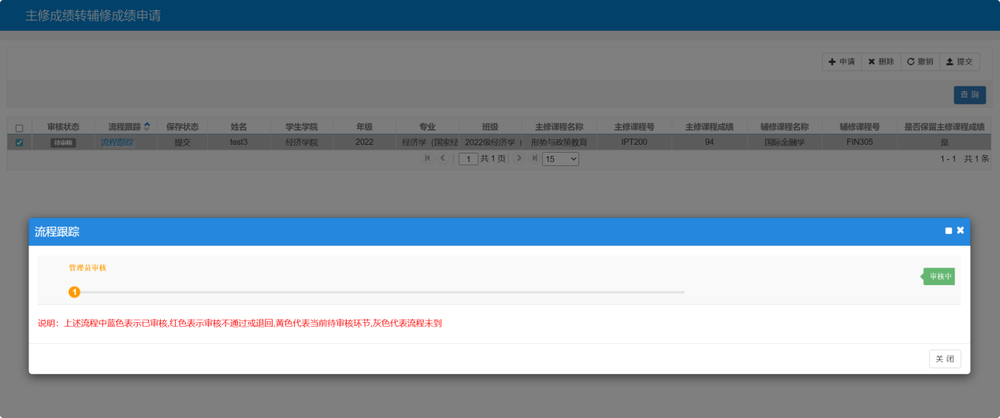 主修成绩转辅修成绩申请
申请 删除 撤销 提交
查 询
审核状态 流程跟踪 保存状态 姓名 学生学院 年级 专业 班级 主修课程名称 主修课程号 主修课程成绩 辅修课程名称 辅修课程号 是否保留主修课程成绩
待审核 流程跟踪 提交 test3 经济学院 2022 经济学（国家经 2022级经济学（ 形势与政策教育 IPT200 94 国际金融学 FIN305 是
1 共 1 页 15 1 - 1 共 1 条
流程跟踪
管理员审核
审核中
1
说明：上述流程中蓝色表示已审核,红色表示审核不通过或退回,黄色代表当前待审核环节,灰色代表流程未到
关 闭